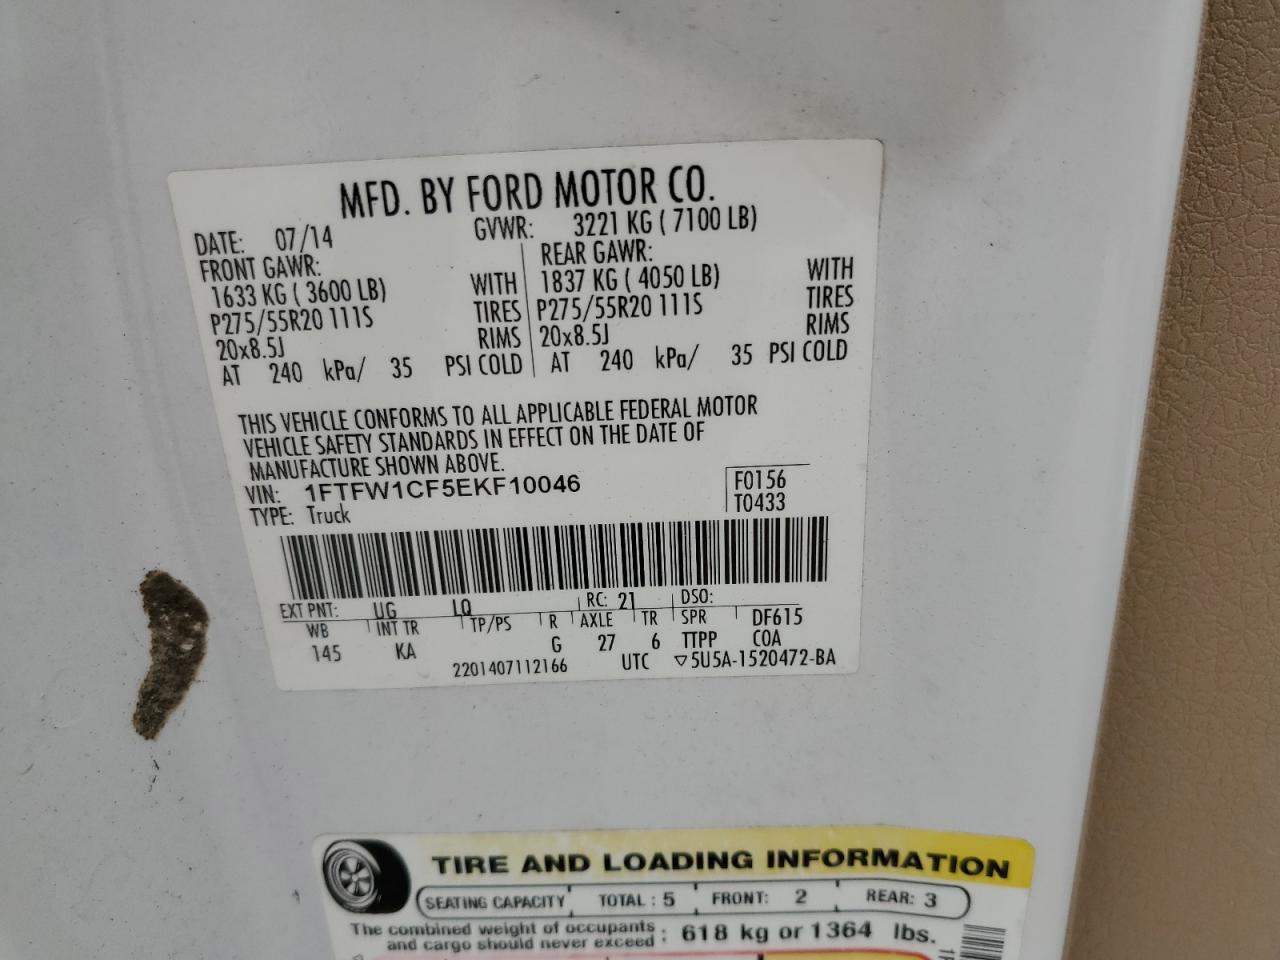 MFD. BY FORD MOTOR CO.
DATE: 07/14 GVWR: 3221 KG ( 7100 LB)
FRONT GAWR: REAR GAWR:
1633 KG ( 3600 LB) WITH 1837 KG ( 4050 LB) WITH
P275/55R20 111S TIRES P275/55R20 111S TIRES
20x8.5J RIMS 20x8.5J RIMS
AT 240 kPa/ 35 PSI COLD AT 240 kPa/ 35 PSI COLD
THIS VEHICLE CONFORMS TO ALL APPLICABLE FEDERAL MOTOR
VEHICLE SAFETY STANDARDS IN EFFECT ON THE DATE OF
MANUFACTURE SHOWN ABOVE.
VIN: 1FTFW1CF5EKF10046 F0156
TYPE: Truck T0433
EXT PNT: UG LQ RC: 21 DSO:
WB INT TR TP/PS R AXLE TR SPR DF615
145 KA G 27 6 TTPP COA
2201407112166 UTC ▽5U5A-1520472-BA
TIRE AND LOADING INFORMATION
SEATING CAPACITY TOTAL : 5 FRONT: 2 REAR: 3
The combined weight of occupants
and cargo should never exceed : 618 kg or 1364 lbs.